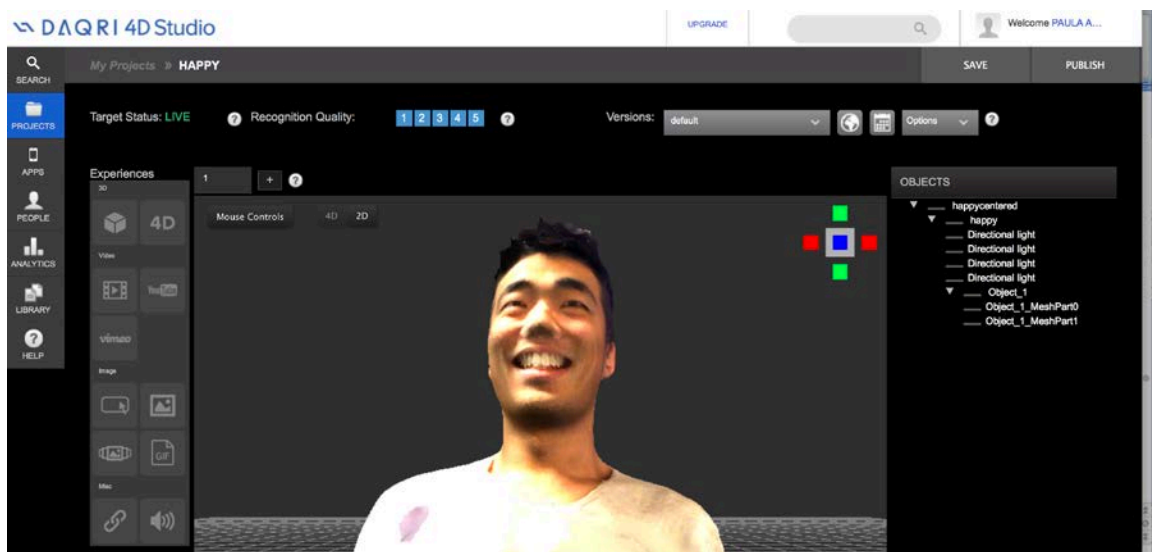 DAQRI 4D Studio
UPGRADE
Welcome PAULA A...
SEARCH
PROJECTS
APPS
PEOPLE
ANALYTICS
LIBRARY
? HELP
My Projects » HAPPY
SAVE
PUBLISH
Target Status: LIVE ?
Recognition Quality: 1 2 3 4 5 ?
Versions: default
Options ?
Experiences
1 + ?
3D
4D
Video
YouTube
vimeo
Image
GIF
Misc
Mouse Controls
4D 2D
OBJECTS
happycentered
happy
Directional light
Directional light
Directional light
Directional light
Object_1
Object_1_MeshPart0
Object_1_MeshPart1